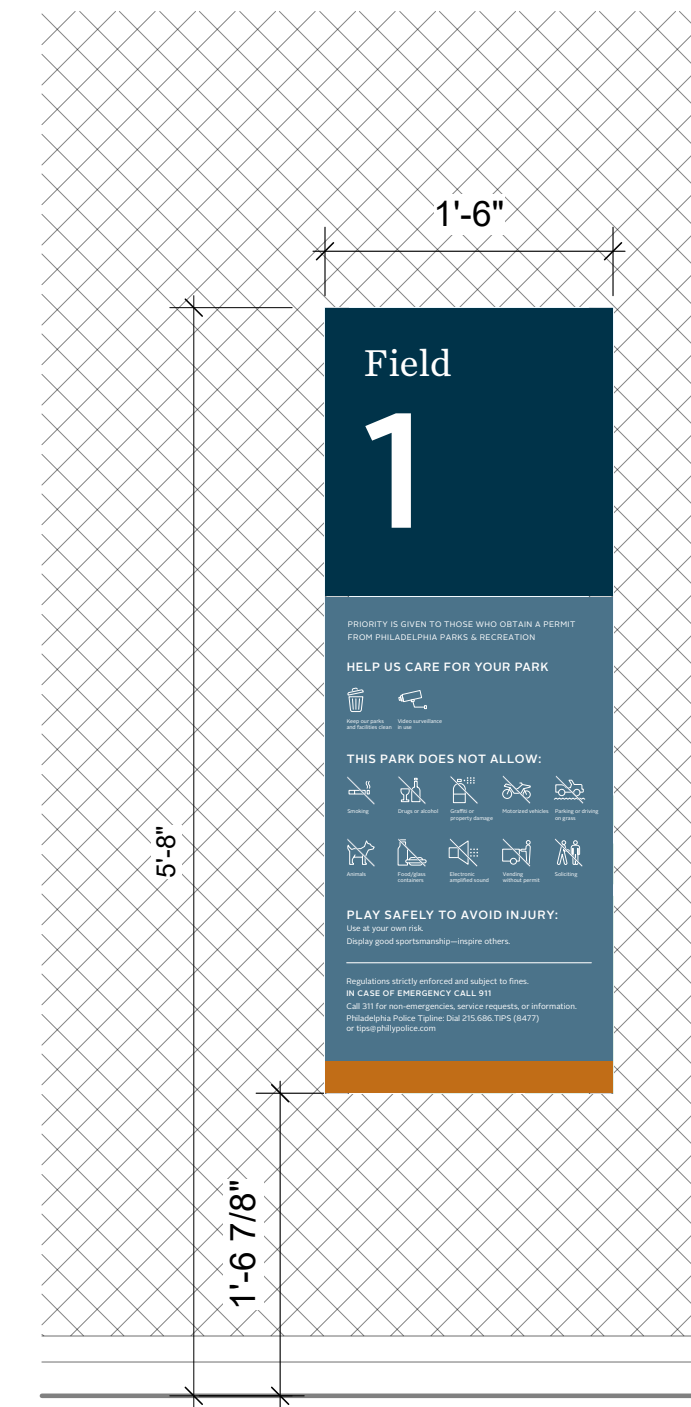 1'-6"
Field
1
PRIORITY IS GIVEN TO THOSE WHO OBTAIN A PERMIT
FROM PHILADELPHIA PARKS & RECREATION
HELP US CARE FOR YOUR PARK
Keep our parks
and facilities clean
Video surveillance
in use
THIS PARK DOES NOT ALLOW:
Smoking
Drugs or alcohol
Graffiti or
property damage
Motorized vehicles
Parking or driving
on grass
Animals
Food/glass
containers
Electronic
amplified sound
Vending
without permit
Soliciting
PLAY SAFELY TO AVOID INJURY:
Use at your own risk.
Display good sportsmanship—inspire others.
Regulations strictly enforced and subject to fines.
IN CASE OF EMERGENCY CALL 911
Call 311 for non-emergencies, service requests, or information.
Philadelphia Police Tipline: Dial 215.686.TIPS (8477)
or tips@phillypolice.com
5'-8"
1'-6 7/8"